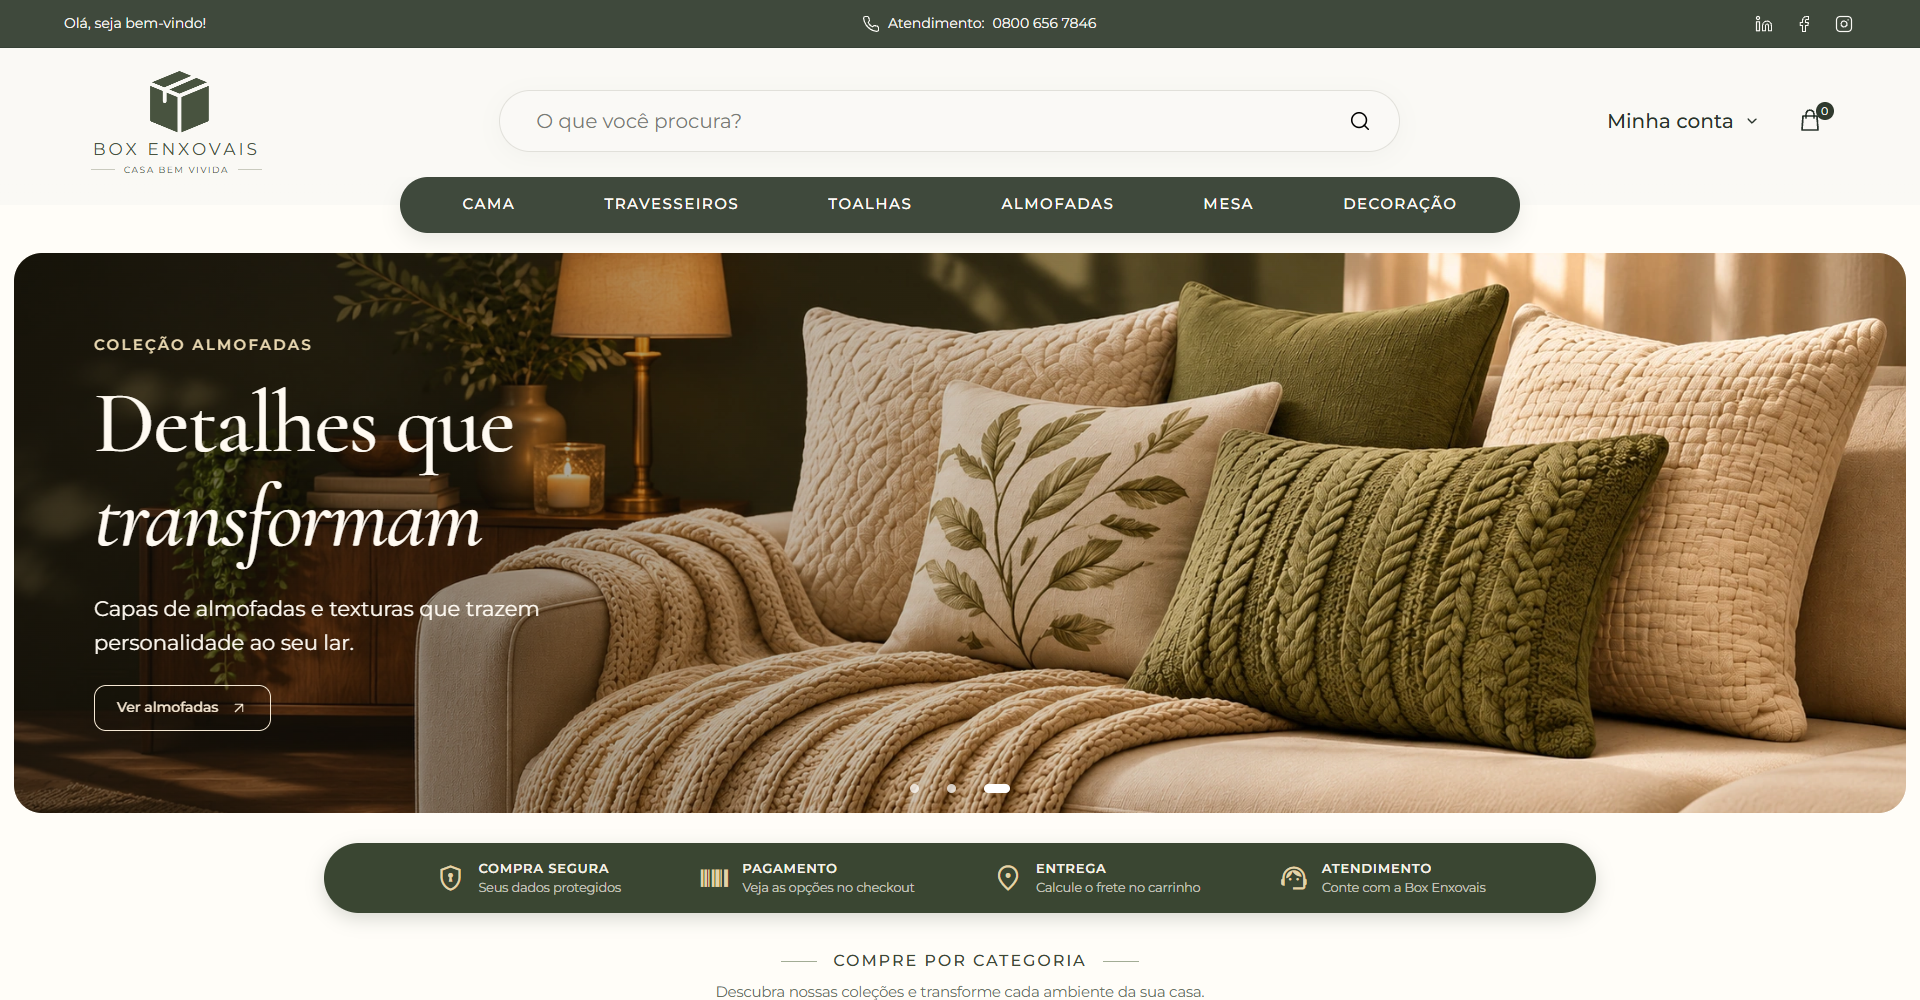 Olá, seja bem-vindo!
Atendimento: 0800 656 7846
BOX ENXOVAIS
CASA BEM VIVIDA
O que você procura?
Minha conta
0
CAMA TRAVESSEIROS TOALHAS ALMOFADAS MESA DECORAÇÃO
COLEÇÃO ALMOFADAS
Detalhes que
transformam
Capas de almofadas e texturas que trazem
personalidade ao seu lar.
Ver almofadas
COMPRA SEGURA
Seus dados protegidos
PAGAMENTO
Veja as opções no checkout
ENTREGA
Calcule o frete no carrinho
ATENDIMENTO
Conte com a Box Enxovais
COMPRE POR CATEGORIA
Descubra nossas coleções e transforme cada ambiente da sua casa.